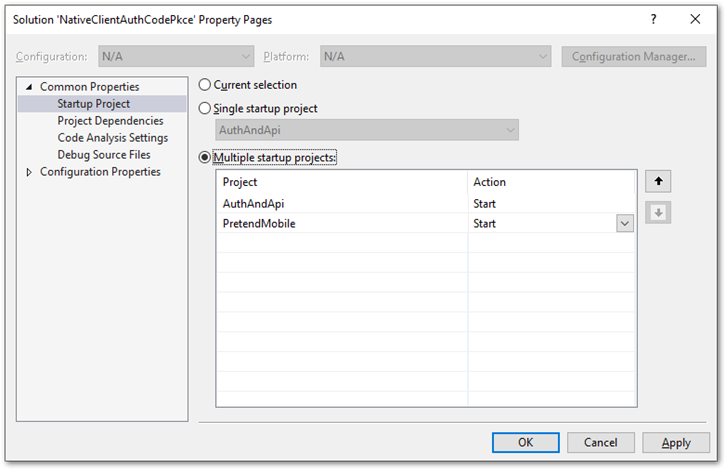 Solution 'NativeClientAuthCodePkce' Property Pages ? ×
Configuration: N/A Platform: N/A Configuration Manager...
Common Properties
Startup Project
Project Dependencies
Code Analysis Settings
Debug Source Files
Configuration Properties
Current selection
Single startup project
AuthAndApi
Multiple startup projects:
Project Action
AuthAndApi Start
PretendMobile Start
OK Cancel Apply